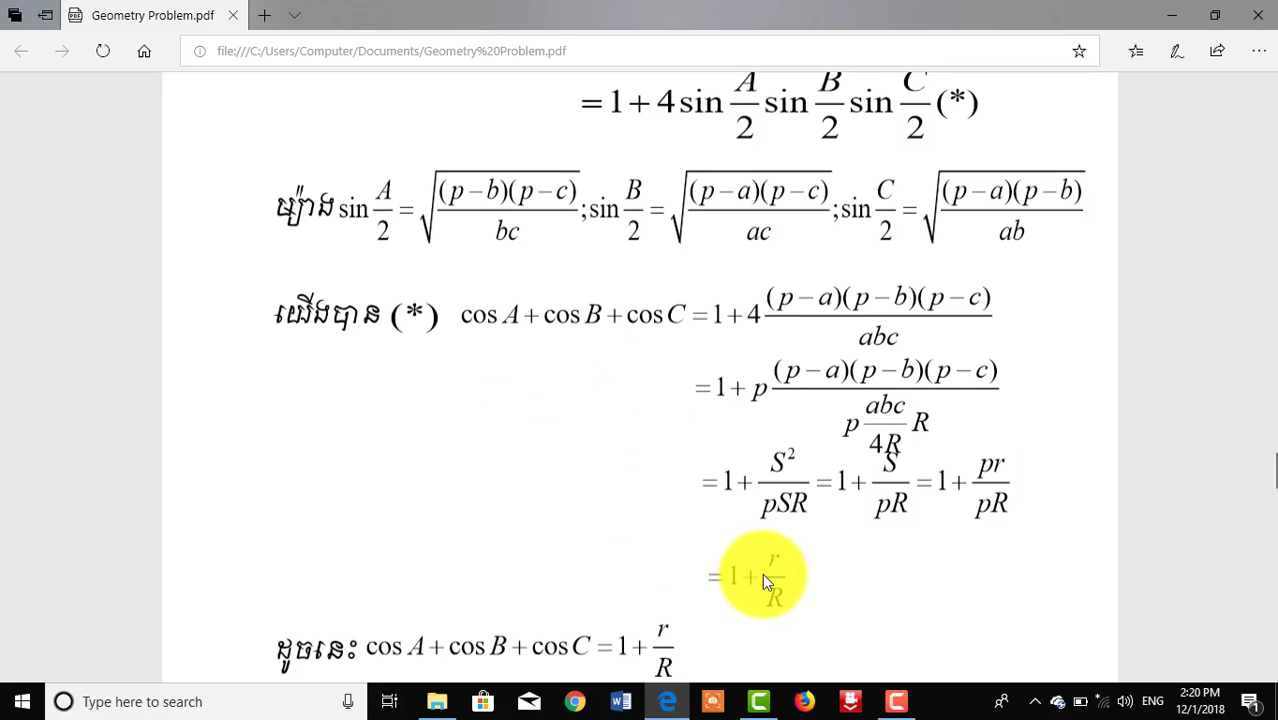 Geometry Problem.pdf
file:///C:/Users/Computer/Documents/Geometry%20Problem.pdf
= 1 + 4 sin A/2 sin B/2 sin C/2 (*)
ម្យ៉ាង sin A/2 = √((p − b)(p − c)/bc) ; sin B/2 = √((p − a)(p − c)/ac) ; sin C/2 = √((p − a)(p − b)/ab)
យើងបាន (*) cos A + cos B + cos C = 1 + 4 (p − a)(p − b)(p − c)/abc
= 1 + p (p − a)(p − b)(p − c)/(p abc/4R R)
= 1 + S²/pSR = 1 + S/pR = 1 + pr/pR
= 1 + r/R
ដូចនេះ cos A + cos B + cos C = 1 + r/R
Type here to search
ENG
2:20 PM
12/1/2018
1